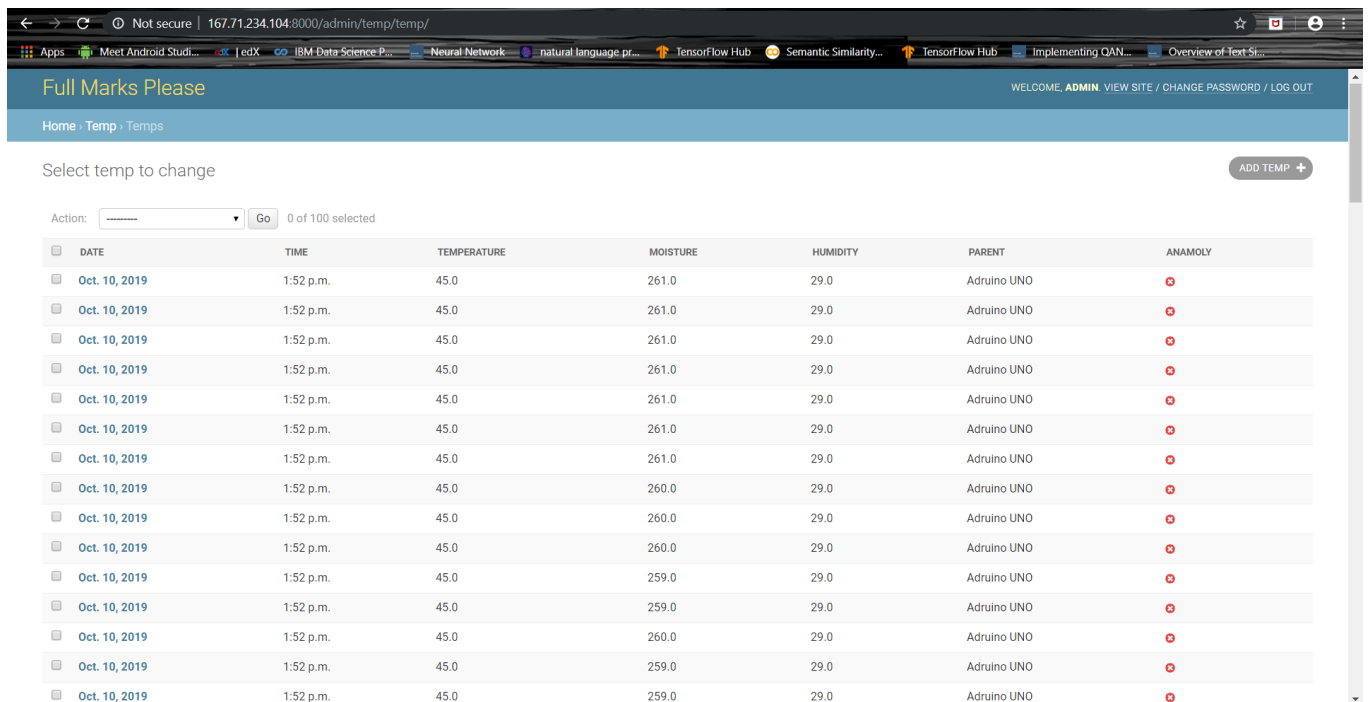 Not secure | 167.71.234.104:8000/admin/temp/temp/
Apps Meet Android Studi... edX | edX IBM Data Science P... Neural Network natural language pr... TensorFlow Hub Semantic Similarity... TensorFlow Hub Implementing QAN... Overview of Text Si...
Full Marks Please WELCOME, ADMIN. VIEW SITE / CHANGE PASSWORD / LOG OUT
Home › Temp › Temps
Select temp to change ADD TEMP +
Action: --------- Go 0 of 100 selected
DATE TIME TEMPERATURE MOISTURE HUMIDITY PARENT ANAMOLY
Oct. 10, 2019 1:52 p.m. 45.0 261.0 29.0 Adruino UNO
Oct. 10, 2019 1:52 p.m. 45.0 261.0 29.0 Adruino UNO
Oct. 10, 2019 1:52 p.m. 45.0 261.0 29.0 Adruino UNO
Oct. 10, 2019 1:52 p.m. 45.0 261.0 29.0 Adruino UNO
Oct. 10, 2019 1:52 p.m. 45.0 261.0 29.0 Adruino UNO
Oct. 10, 2019 1:52 p.m. 45.0 261.0 29.0 Adruino UNO
Oct. 10, 2019 1:52 p.m. 45.0 261.0 29.0 Adruino UNO
Oct. 10, 2019 1:52 p.m. 45.0 260.0 29.0 Adruino UNO
Oct. 10, 2019 1:52 p.m. 45.0 260.0 29.0 Adruino UNO
Oct. 10, 2019 1:52 p.m. 45.0 260.0 29.0 Adruino UNO
Oct. 10, 2019 1:52 p.m. 45.0 259.0 29.0 Adruino UNO
Oct. 10, 2019 1:52 p.m. 45.0 259.0 29.0 Adruino UNO
Oct. 10, 2019 1:52 p.m. 45.0 260.0 29.0 Adruino UNO
Oct. 10, 2019 1:52 p.m. 45.0 259.0 29.0 Adruino UNO
Oct. 10, 2019 1:52 p.m. 45.0 259.0 29.0 Adruino UNO